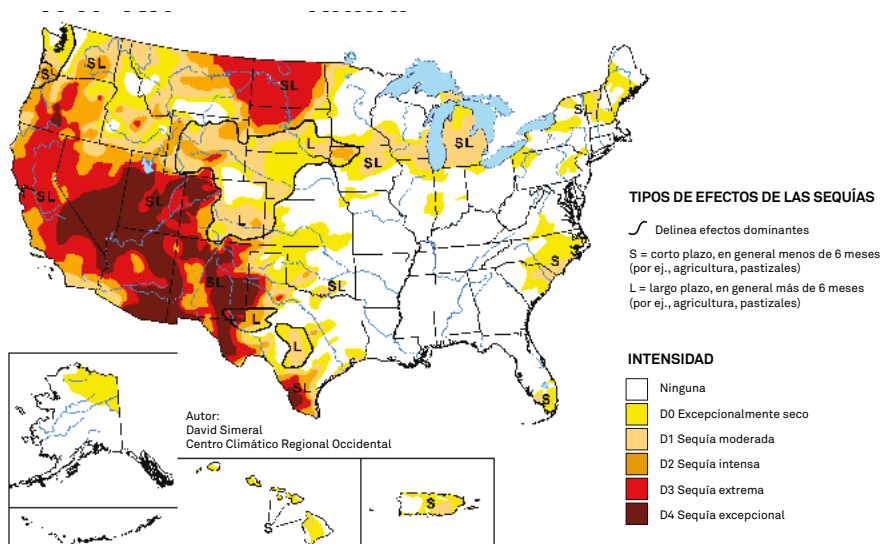 S
SL
SL
SL
L
SL
SL
SL
SL
L
S
SL
SL
L
L
SL
S
TIPOS DE EFECTOS DE LAS SEQUÍAS
Delinea efectos dominantes
S = corto plazo, en general menos de 6 meses
(por ej., agricultura, pastizales)
L = largo plazo, en general más de 6 meses
(por ej., agricultura, pastizales)
INTENSIDAD
Ninguna
D0 Excepcionalmente seco
D1 Sequía moderada
D2 Sequía intensa
D3 Sequía extrema
D4 Sequía excepcional
Autor:
David Simeral
Centro Climático Regional Occidental
S
S